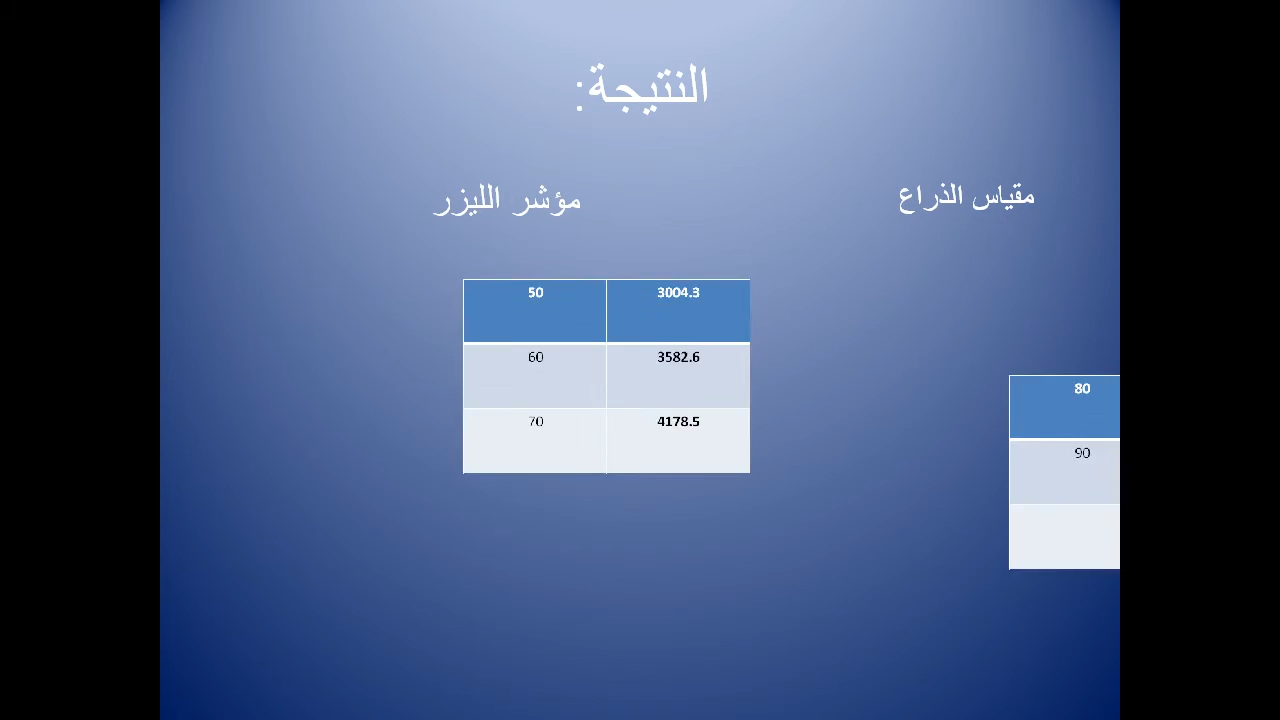 النتيجة:
مقياس الذراع
مؤشر الليزر
50 3004.3
60 3582.6
70 4178.5
80
90